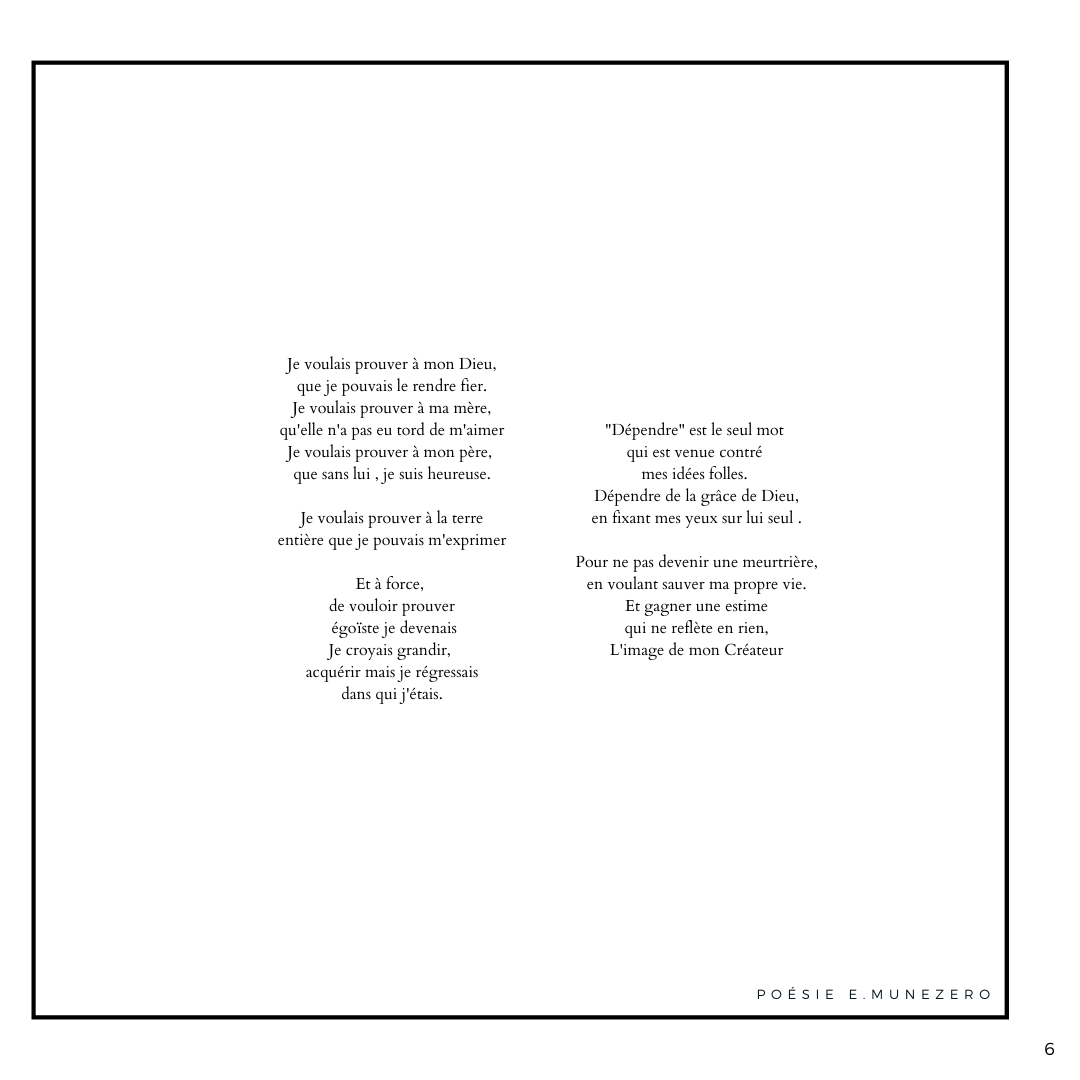 Je voulais prouver à mon Dieu,
que je pouvais le rendre fier.
Je voulais prouver à ma mère,
qu'elle n'a pas eu tord de m'aimer
Je voulais prouver à mon père,
que sans lui , je suis heureuse.
Je voulais prouver à la terre
entière que je pouvais m'exprimer
Et à force,
de vouloir prouver
égoïste je devenais
Je croyais grandir,
acquérir mais je régressais
dans qui j'étais.
"Dépendre" est le seul mot
qui est venue contré
mes idées folles.
Dépendre de la grâce de Dieu,
en fixant mes yeux sur lui seul .
Pour ne pas devenir une meurtrière,
en voulant sauver ma propre vie.
Et gagner une estime
qui ne reflète en rien,
L'image de mon Créateur
POÉSIE E.MUNEZERO
6